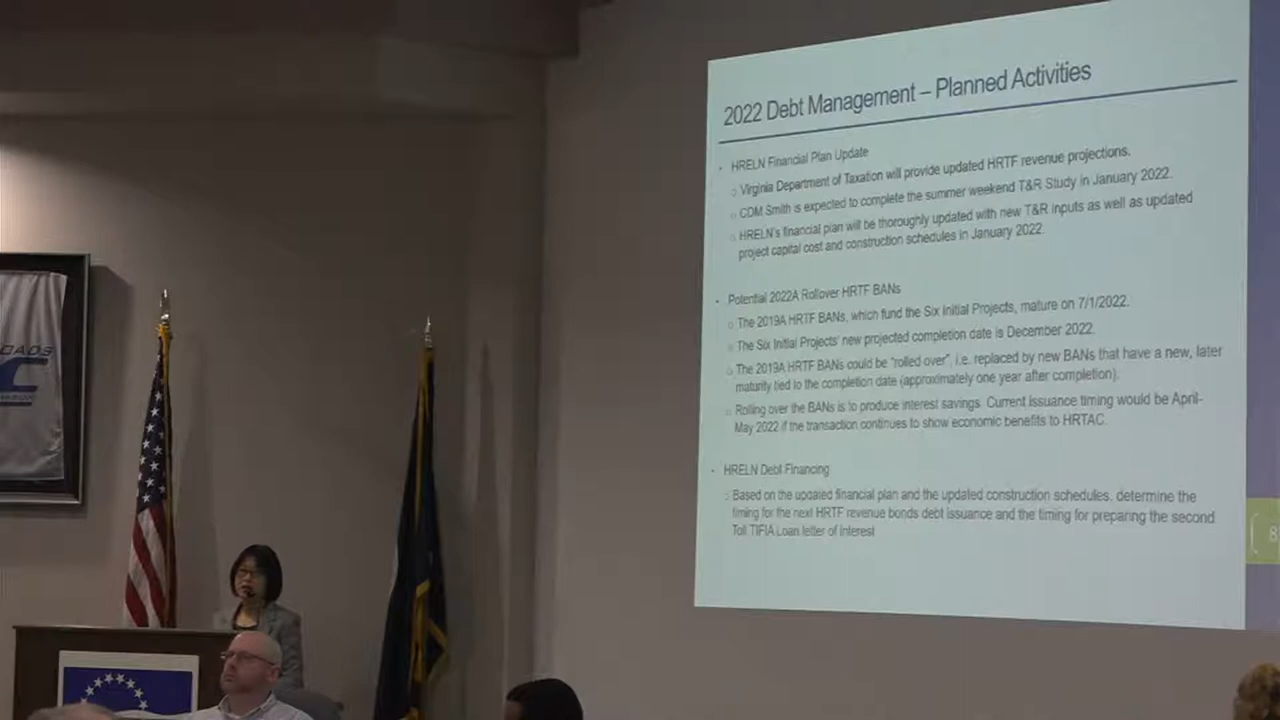 OADS
C
2022 Debt Management – Planned Activities
• HRELN Financial Plan Update
o Virginia Department of Taxation will provide updated HRTF revenue projections.
o CDM Smith is expected to complete the summer weekend T&R Study in January 2022.
o HRELN's financial plan will be thoroughly updated with new T&R inputs as well as updated
project capital cost and construction schedules in January 2022.
• Potential 2022A Rollover HRTF BANs
o The 2019A HRTF BANs, which fund the Six Initial Projects, mature on 7/1/2022.
o The Six Initial Projects' new projected completion date is December 2022.
o The 2019A HRTF BANs could be "rolled over", i.e. replaced by new BANs that have a new, later
maturity tied to the completion date (approximately one year after completion).
o Rolling over the BANs is to produce interest savings. Current issuance timing would be April-
May 2022 if the transaction continues to show economic benefits to HRTAC.
• HRELN Debt Financing
o Based on the updated financial plan and the updated construction schedules, determine the
timing for the next HRTF revenue bonds debt issuance and the timing for preparing the second
Toll TIFIA Loan letter of interest
8